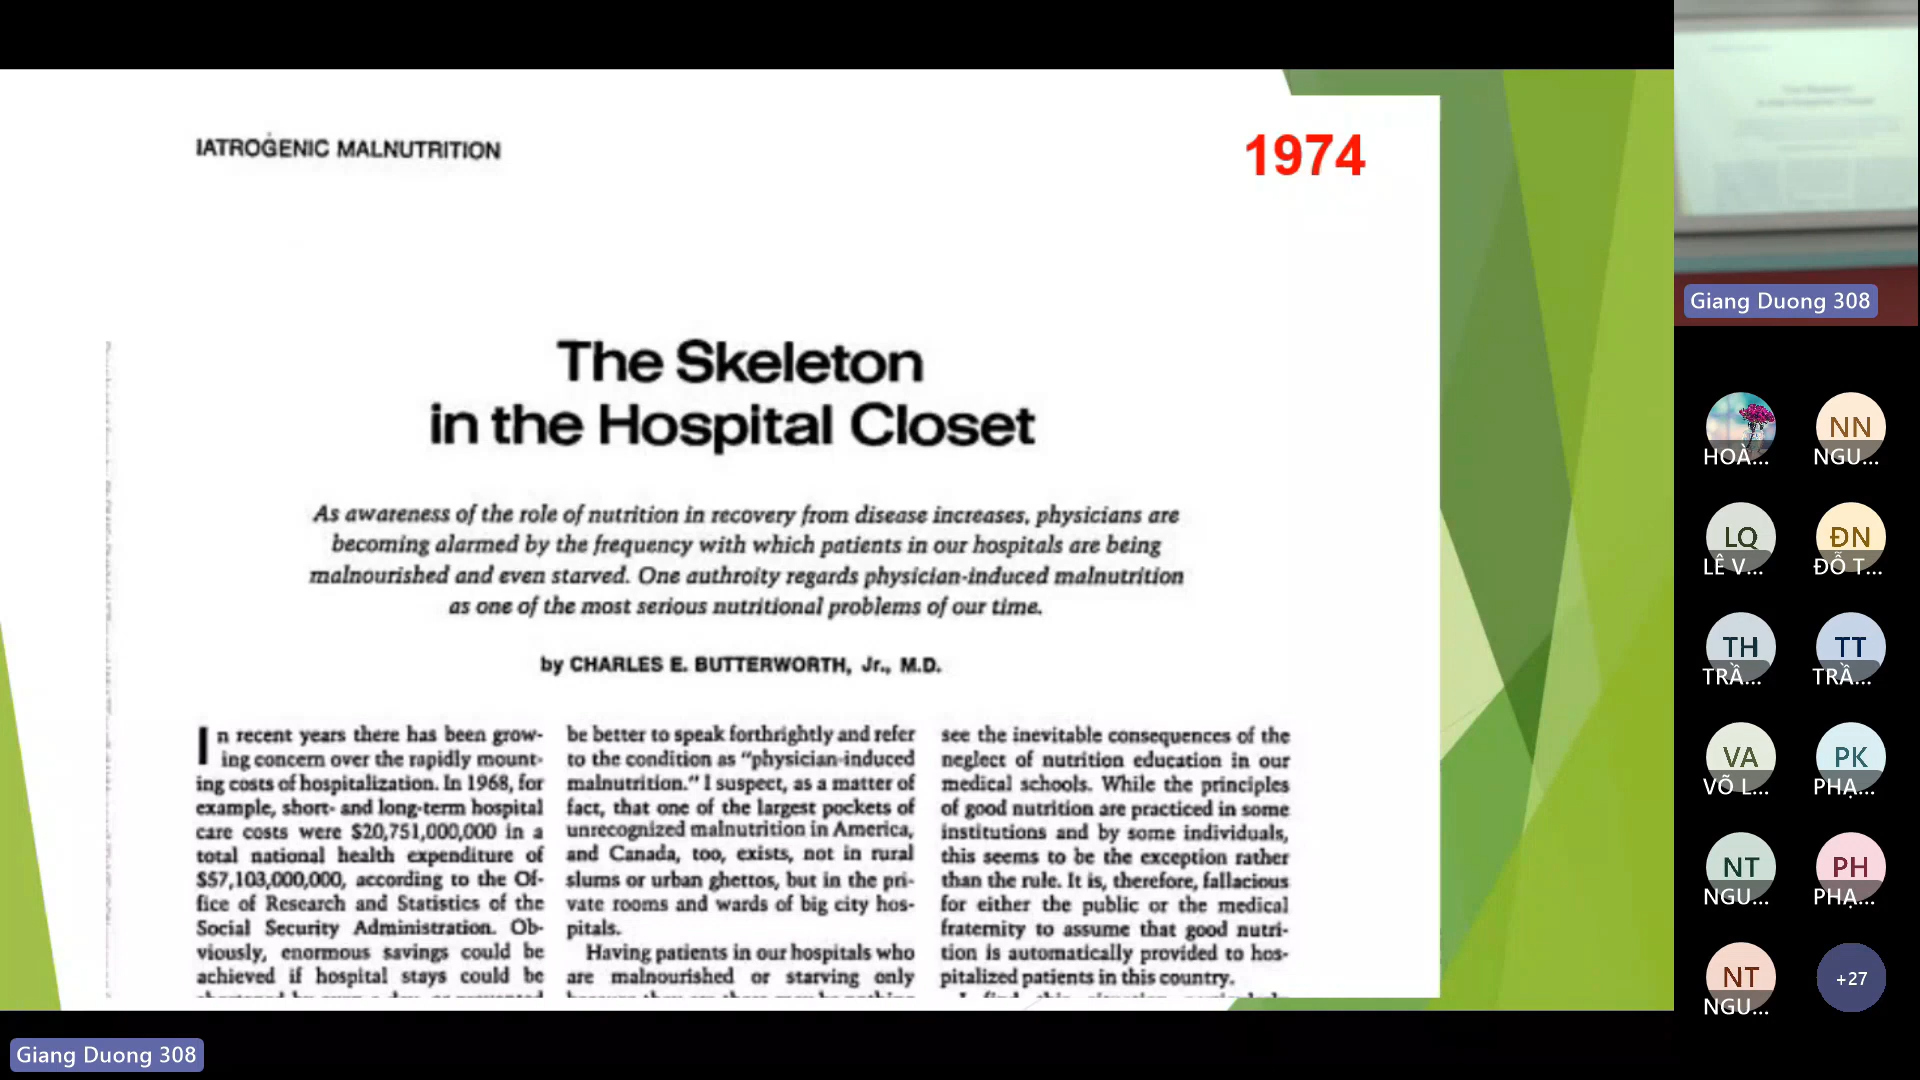 IATROGENIC MALNUTRITION
1974
The Skeleton
in the Hospital Closet
As awareness of the role of nutrition in recovery from disease increases, physicians are
becoming alarmed by the frequency with which patients in our hospitals are being
malnourished and even starved. One authroity regards physician-induced malnutrition
as one of the most serious nutritional problems of our time.
by CHARLES E. BUTTERWORTH, Jr., M.D.
In recent years there has been grow-
ing concern over the rapidly mount-
ing costs of hospitalization. In 1968, for
example, short- and long-term hospital
care costs were $20,751,000,000 in a
total national health expenditure of
$57,103,000,000, according to the Of-
fice of Research and Statistics of the
Social Security Administration. Ob-
viously, enormous savings could be
achieved if hospital stays could be
be better to speak forthrightly and refer
to the condition as “physician-induced
malnutrition.” I suspect, as a matter of
fact, that one of the largest pockets of
unrecognized malnutrition in America,
and Canada, too, exists, not in rural
slums or urban ghettos, but in the pri-
vate rooms and wards of big city hos-
pitals.
Having patients in our hospitals who
are malnourished or starving only
see the inevitable consequences of the
neglect of nutrition education in our
medical schools. While the principles
of good nutrition are practiced in some
institutions and by some individuals,
this seems to be the exception rather
than the rule. It is, therefore, fallacious
for either the public or the medical
fraternity to assume that good nutri-
tion is automatically provided to hos-
pitalized patients in this country.
Giang Duong 308
Giang Duong 308
HOÀ...
NN
NGU...
LQ
LÊ V...
ĐN
ĐỖ T...
TH
TRẦ...
TT
TRẦ...
VA
VÕ L...
PK
PHẠ...
NT
NGU...
PH
PHẠ...
NT
NGU...
+27